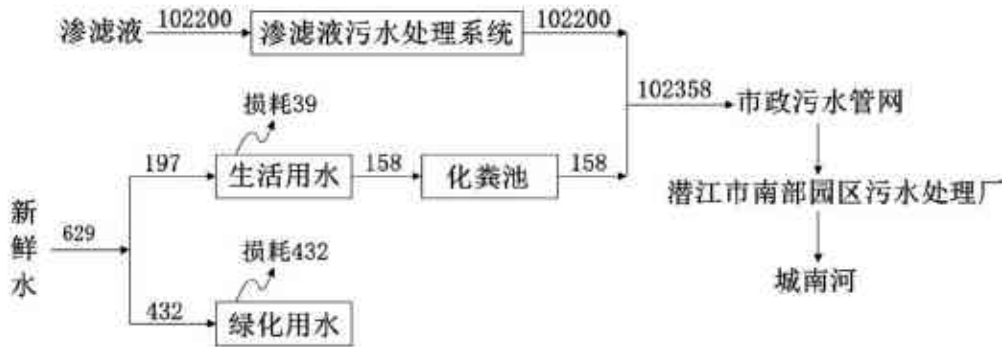 渗滤液
102200
渗滤液污水处理系统
102200
102358
市政污水管网
潜江市南部园区污水处理厂
城南河
损耗39
197
生活用水
158
化粪池
158
新鲜水
629
损耗432
432
绿化用水